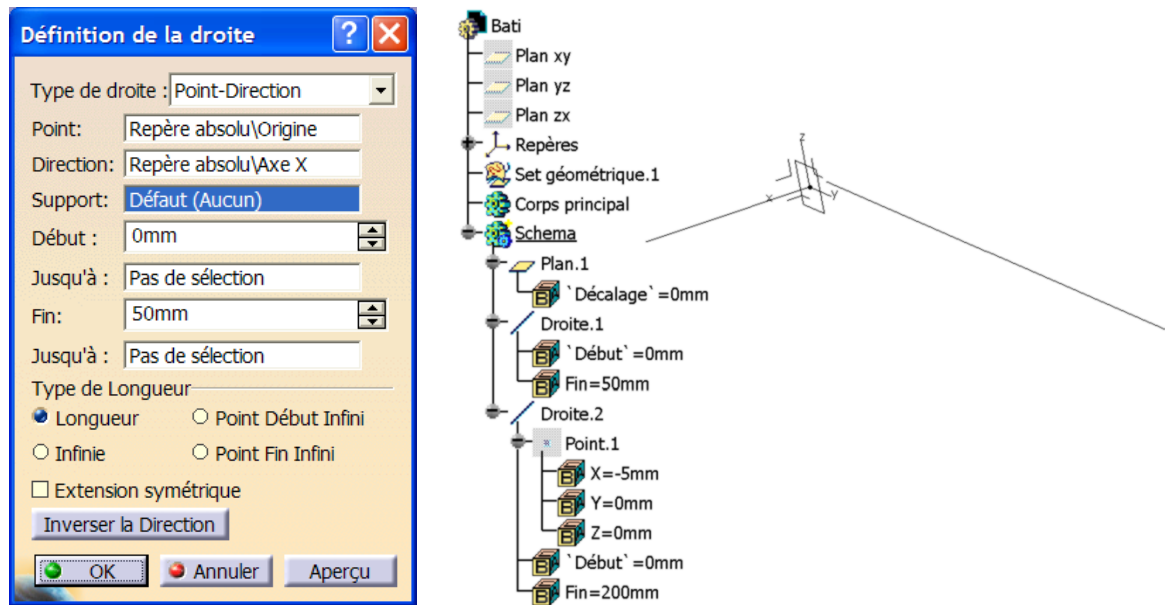 Définition de la droite
Type de droite : Point-Direction
Point: Repère absolu\Origine
Direction: Repère absolu\Axe X
Support: Défaut (Aucun)
Début : 0mm
Jusqu'à : Pas de sélection
Fin: 50mm
Jusqu'à : Pas de sélection
Type de Longueur
Longueur Point Début Infini
Infinie Point Fin Infini
Extension symétrique
Inverser la Direction
OK Annuler Aperçu
Bati
Plan xy
Plan yz
Plan zx
Repères
Set géométrique.1
Corps principal
Schema
Plan.1
`Décalage`=0mm
Droite.1
`Début`=0mm
Fin=50mm
Droite.2
Point.1
X=-5mm
Y=0mm
Z=0mm
`Début`=0mm
Fin=200mm
z
x
y